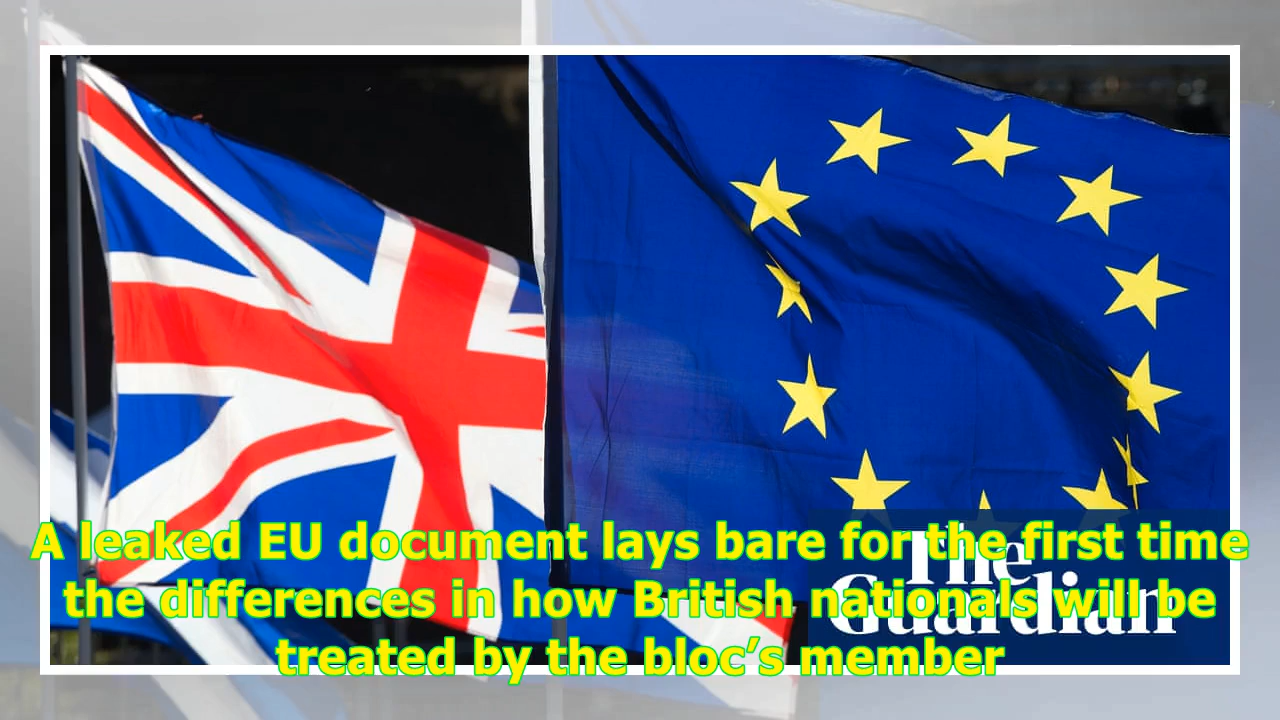 A leaked EU document lays bare for the first time
the differences in how British nationals will be
treated by the bloc’s member
The
Guardian